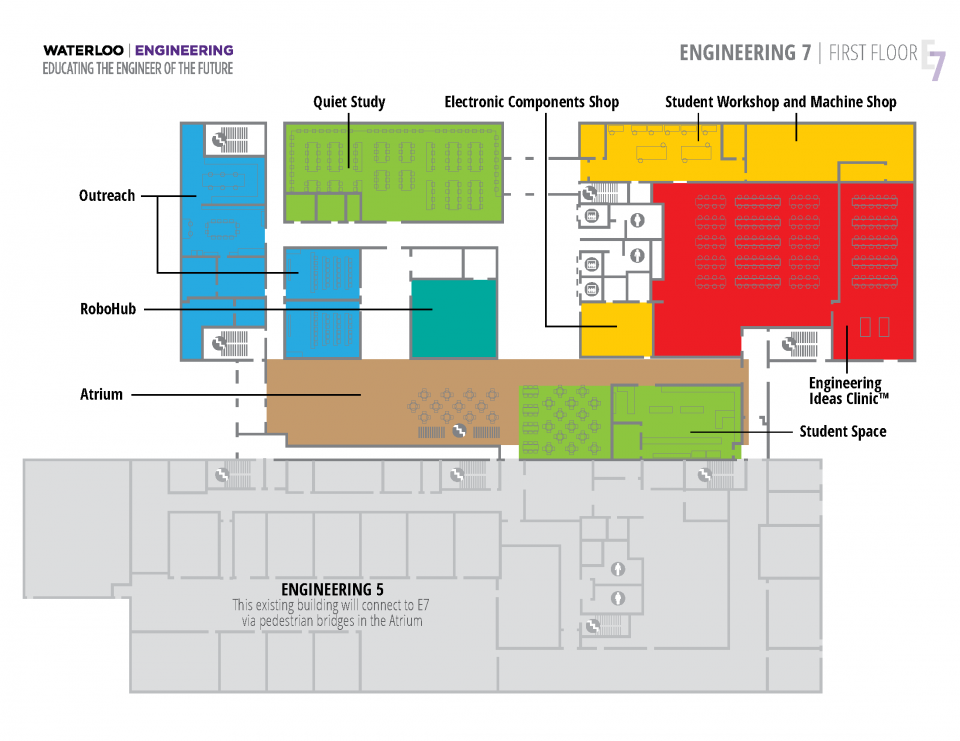 WATERLOO | ENGINEERING
EDUCATING THE ENGINEER OF THE FUTURE
ENGINEERING 7 | FIRST FLOOR
E7
Quiet Study
Electronic Components Shop
Student Workshop and Machine Shop
Outreach
RoboHub
Atrium
Engineering
Ideas Clinic™
Student Space
ENGINEERING 5
This existing building will connect to E7
via pedestrian bridges in the Atrium